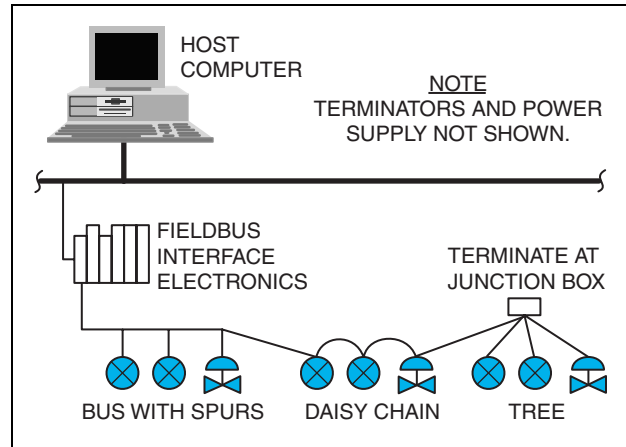 HOST
COMPUTER
NOTE
TERMINATORS AND POWER
SUPPLY NOT SHOWN.
FIELDBUS
INTERFACE
ELECTRONICS
TERMINATE AT
JUNCTION BOX
BUS WITH SPURS
DAISY CHAIN
TREE